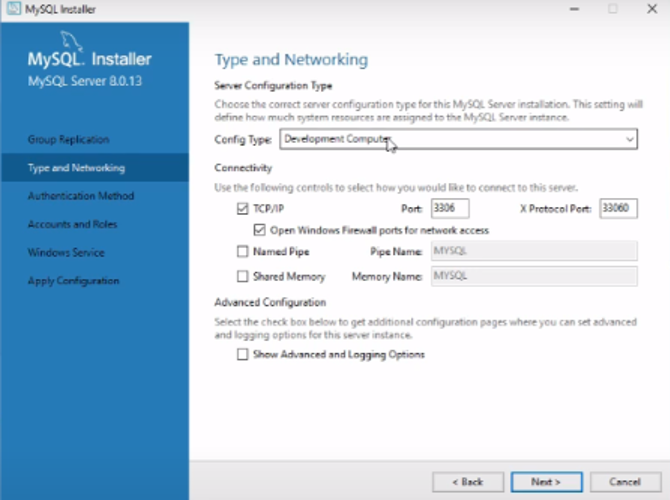 MySQL Installer
MySQL. Installer
MySQL Server 8.0.13
Group Replication
Type and Networking
Authentication Method
Accounts and Roles
Windows Service
Apply Configuration
Type and Networking
Server Configuration Type
Choose the correct server configuration type for this MySQL Server installation. This setting will
define how much system resources are assigned to the MySQL Server instance.
Config Type: Development Computer
Connectivity
Use the following controls to select how you would like to connect to this server.
TCP/IP Port: 3306 X Protocol Port: 33060
Open Windows Firewall ports for network access
Named Pipe Pipe Name: MYSQL
Shared Memory Memory Name: MYSQL
Advanced Configuration
Select the check box below to get additional configuration pages where you can set advanced
and logging options for this server instance.
Show Advanced and Logging Options
< Back Next > Cancel